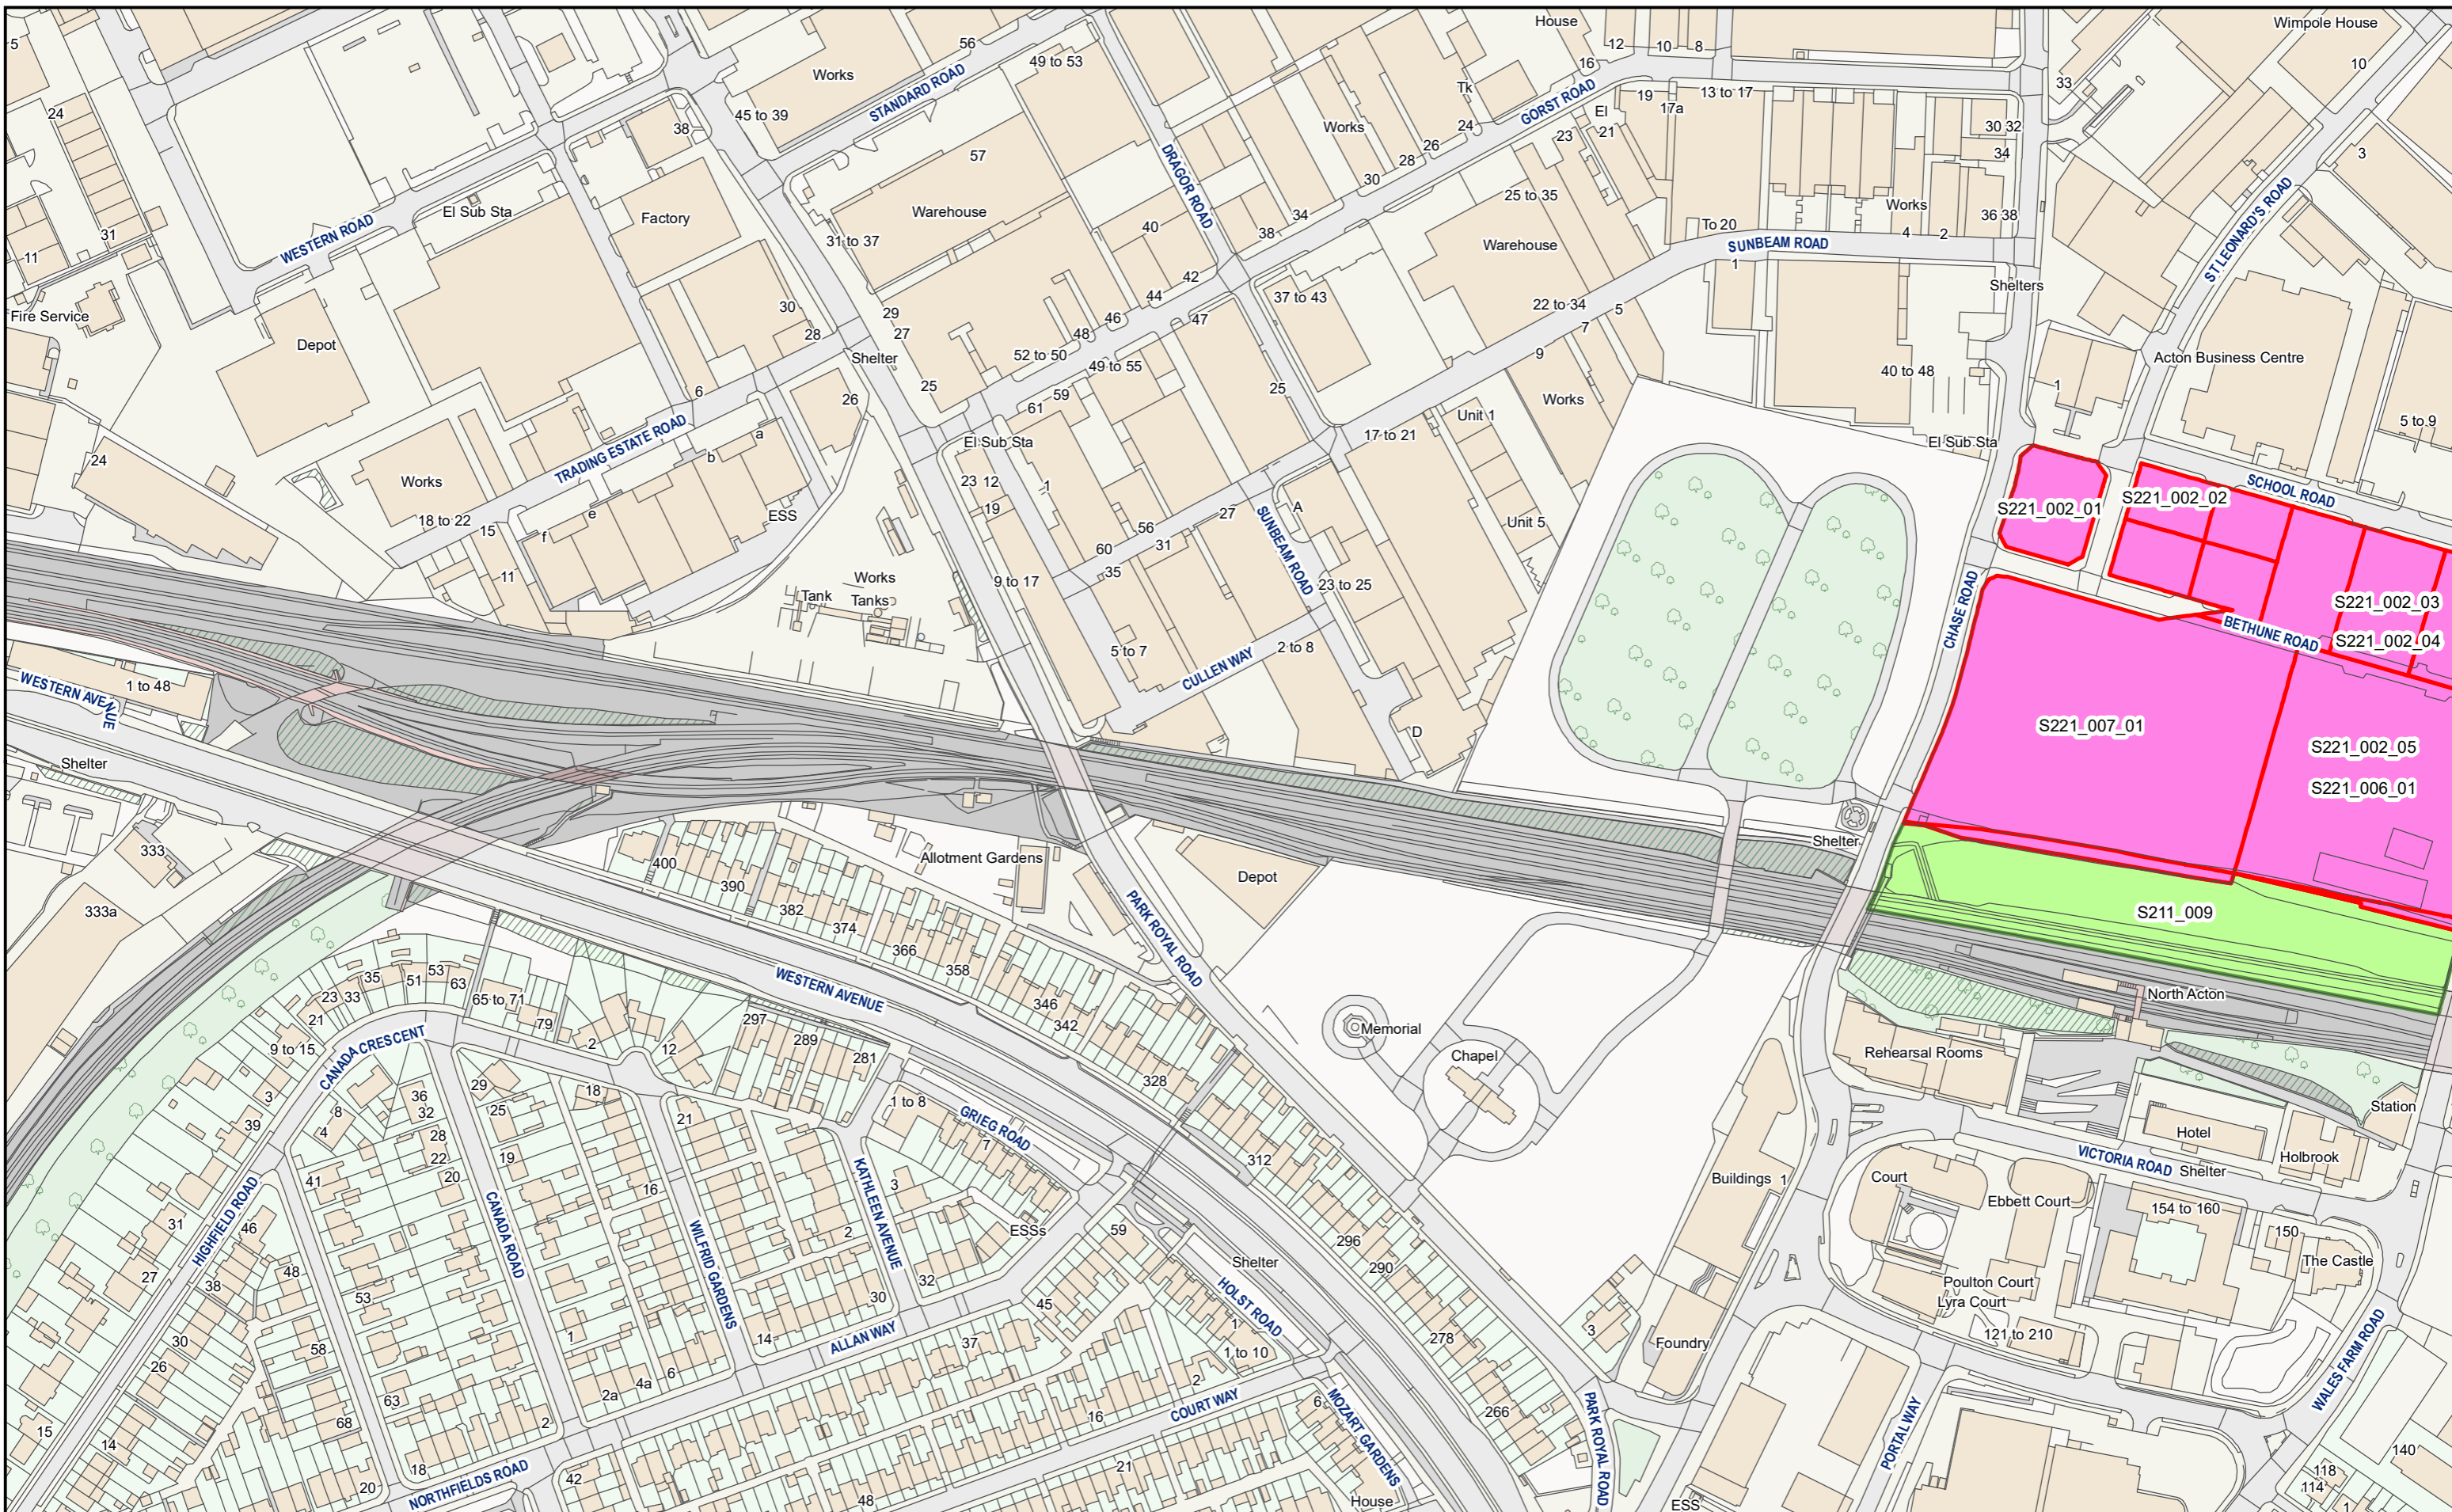 5
Works
56
49 to 53
House
12
10
8
Wimpole House
10
STANDARD ROAD
Tk
16
33
24
38
45 to 39
GORST ROAD
19
13 to 17
17a
El
21
23
24
26
28
30
Works
30 32
34
3
57
DRAGOR ROAD
WESTERN ROAD
El Sub Sta
Factory
Warehouse
31 to 37
40
34
38
25 to 35
Warehouse
To 20
SUNBEAM ROAD
Works
4
2
36 38
ST LEONARD'S ROAD
31
11
Fire Service
Depot
30
28
29
27
Shelter
42
44
46
48
47
37 to 43
22 to 34
5
7
9
1
Shelters
52 to 50
49 to 55
25
25
59
61
40 to 48
1
Acton Business Centre
5 to 9
6
26
TRADING ESTATE ROAD
a
b
El Sub Sta
Unit 1
Works
17 to 21
El Sub Sta
24
Works
18 to 22
15
e
f
ESS
23
12
19
1
A
56
27
60
31
35
SUNBEAM ROAD
Unit 5
S221_002_01
S221_002_02
SCHOOL ROAD
11
Works
Tank
Tanks
9 to 17
23 to 25
CHASE ROAD
S221_002_03
BETHUNE ROAD
S221_002_04
5 to 7
CULLEN WAY
2 to 8
WESTERN AVENUE
1 to 48
D
S221_007_01
S221_002_05
S221_006_01
Shelter
333
400
390
382
374
366
358
Allotment Gardens
Depot
Shelter
PARK ROYAL ROAD
S211_009
333a
WESTERN AVENUE
346
342
328
312
North Acton
53
51
35
63
23
33
21
65 to 71
79
9 to 15
CANADA CRESCENT
2
12
297
289
281
Memorial
Chapel
Rehearsal Rooms
3
8
4
39
36
32
28
22
20
29
25
19
18
21
1 to 8
GRIEG ROAD
7
Station
Hotel
VICTORIA ROAD
Shelter
Holbrook
41
HIGHFIELD ROAD
31
46
27
38
48
CANADA ROAD
16
WILFRID GARDENS
KATHLEEN AVENUE
3
2
ESSs
59
Shelter
296
290
Buildings
1
Court
Ebbett Court
154 to 160
150
The Castle
53
32
30
45
HOLST ROAD
1
1 to 10
278
3
Foundry
Poulton Court
Lyra Court
121 to 210
WALES FARM ROAD
30
26
58
63
1
14
ALLAN WAY
37
2a
4a
6
2
COURT WAY
16
6
MOZART GARDENS
266
PARK ROYAL ROAD
PORTAL WAY
15
14
68
2
18
20
NORTHFIELDS ROAD
42
21
48
House
ESS
140
118
114
1